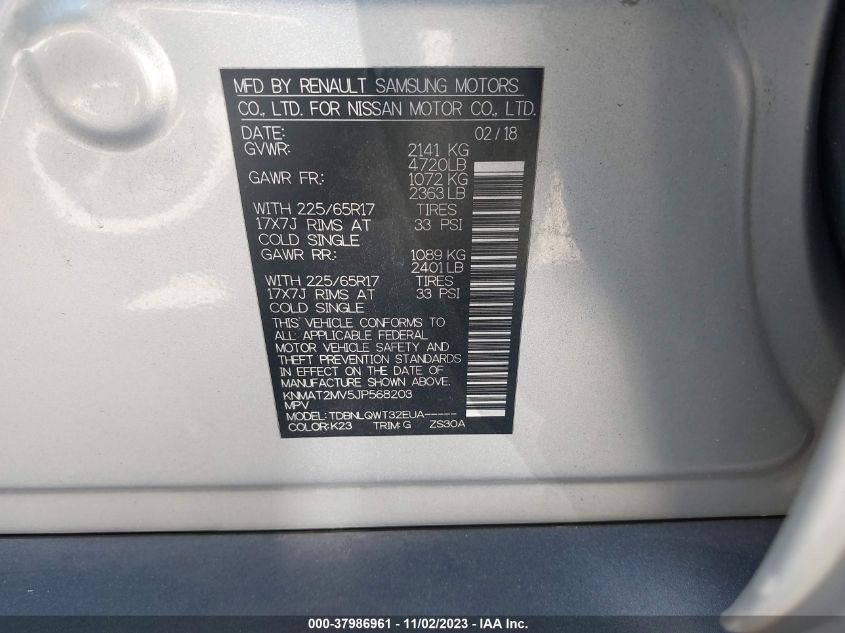 MFD BY RENAULT SAMSUNG MOTORS
CO., LTD. FOR NISSAN MOTOR CO., LTD.
DATE: 02/18
GVWR: 2141 KG
4720LB
GAWR FR.: 1072 KG
2363 LB
WITH 225/65R17 TIRES
17X7J RIMS AT 33 PSI
COLD SINGLE
GAWR RR.: 1089 KG
2401LB
WITH 225/65R17 TIRES
17X7J RIMS AT 33 PSI
COLD SINGLE
THIS VEHICLE CONFORMS TO
ALL APPLICABLE FEDERAL
MOTOR VEHICLE SAFETY AND
THEFT PREVENTION STANDARDS
IN EFFECT ON THE DATE OF
MANUFACTURE SHOWN ABOVE.
KNMAT2MV5JP568203
MPV
MODEL: TDBNLQWT32EUA-----
COLOR: K23 TRIM: G ZS30A
000-37986961 - 11/02/2023 - IAAI.com